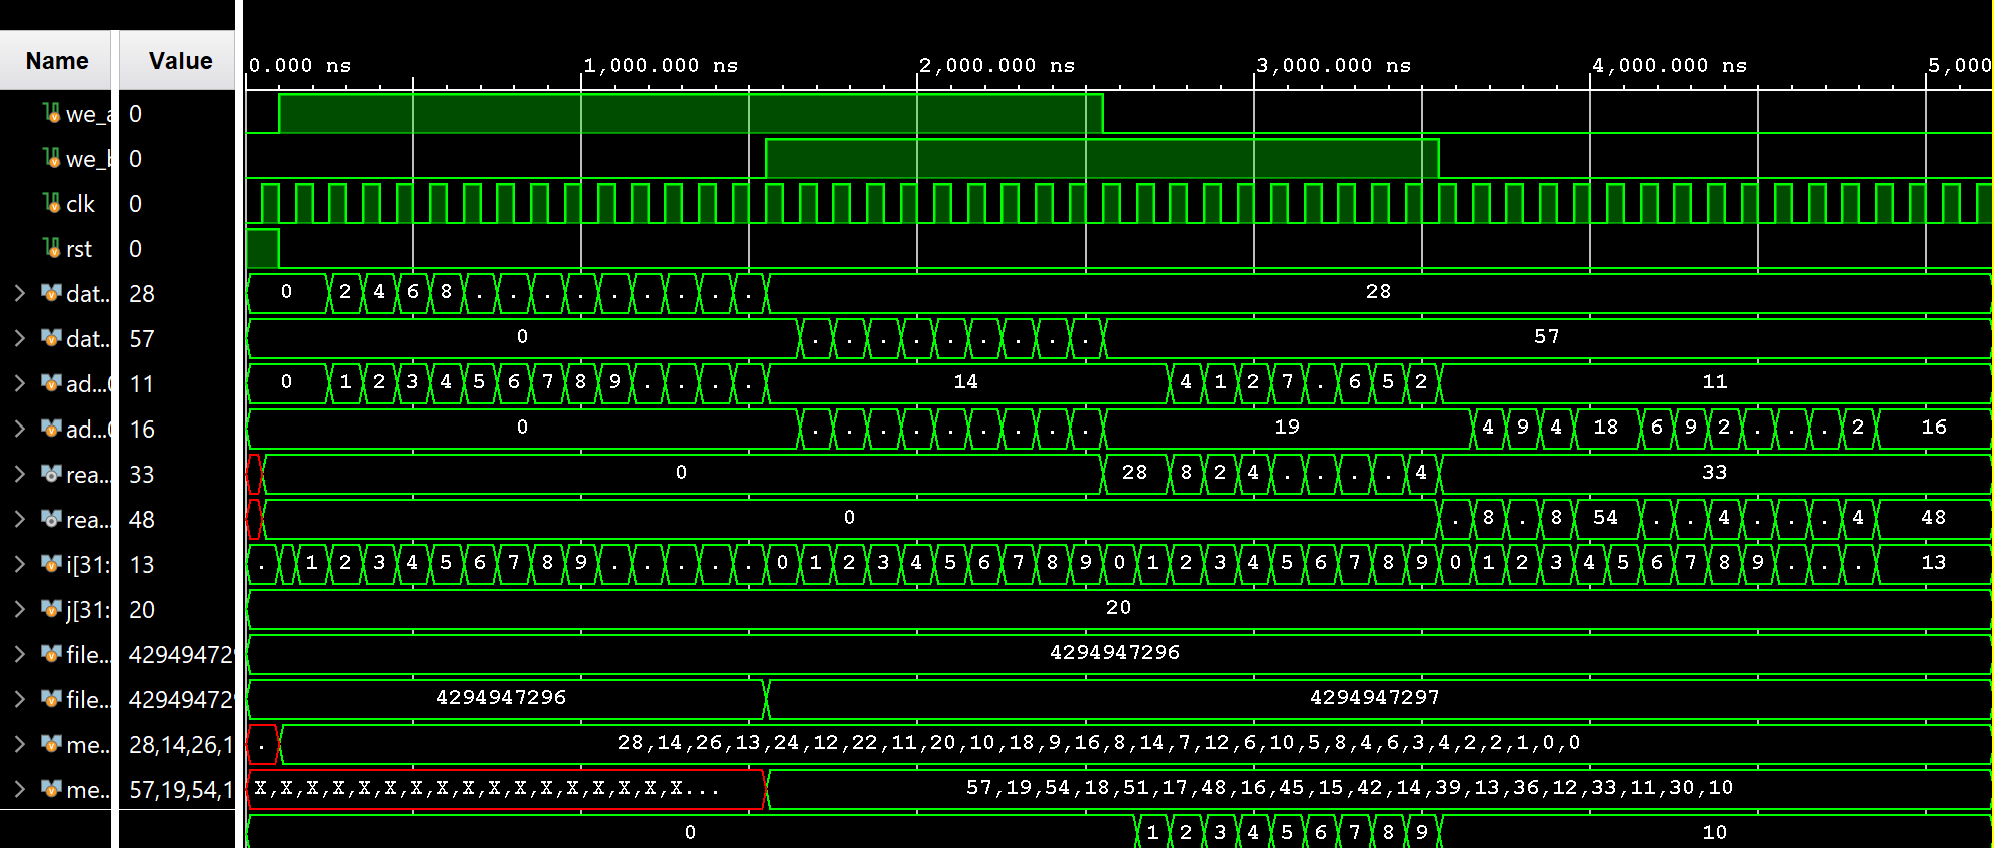 Name Value 0.000 ns 1,000.000 ns 2,000.000 ns 3,000.000 ns 4,000.000 ns 5,000
we_a 0
we_b 0
clk 0
rst 0
dat... 28 0 2 4 6 8 . . . . . . . . . 28
dat... 57 0 . . . . . . . . . 57
ad...0 11 0 1 2 3 4 5 6 7 8 9 . . . . 14 4 1 2 7 . 6 5 2 11
ad...0 16 0 . . . . . . . . . 19 4 9 4 18 6 9 2 . . . 2 16
rea... 33 0 28 8 2 4 . . . . 4 33
rea... 48 0 . 8 . 8 54 . . 4 . . . 4 48
i[31: 13 . 1 2 3 4 5 6 7 8 9 . . . . . 0 1 2 3 4 5 6 7 8 9 0 1 2 3 4 5 6 7 8 9 0 1 2 3 4 5 6 7 8 9 . . . 13
j[31: 20 20
file... 429494729 4294947296
file... 429494729 4294947296 4294947297
me... 28,14,26,1 . 28,14,26,13,24,12,22,11,20,10,18,9,16,8,14,7,12,6,10,5,8,4,6,3,4,2,2,1,0,0
me... 57,19,54,1 X,X,X,X,X,X,X,X,X,X,X,X,X,X,X,X,X... 57,19,54,18,51,17,48,16,45,15,42,14,39,13,36,12,33,11,30,10
0 1 2 3 4 5 6 7 8 9 10